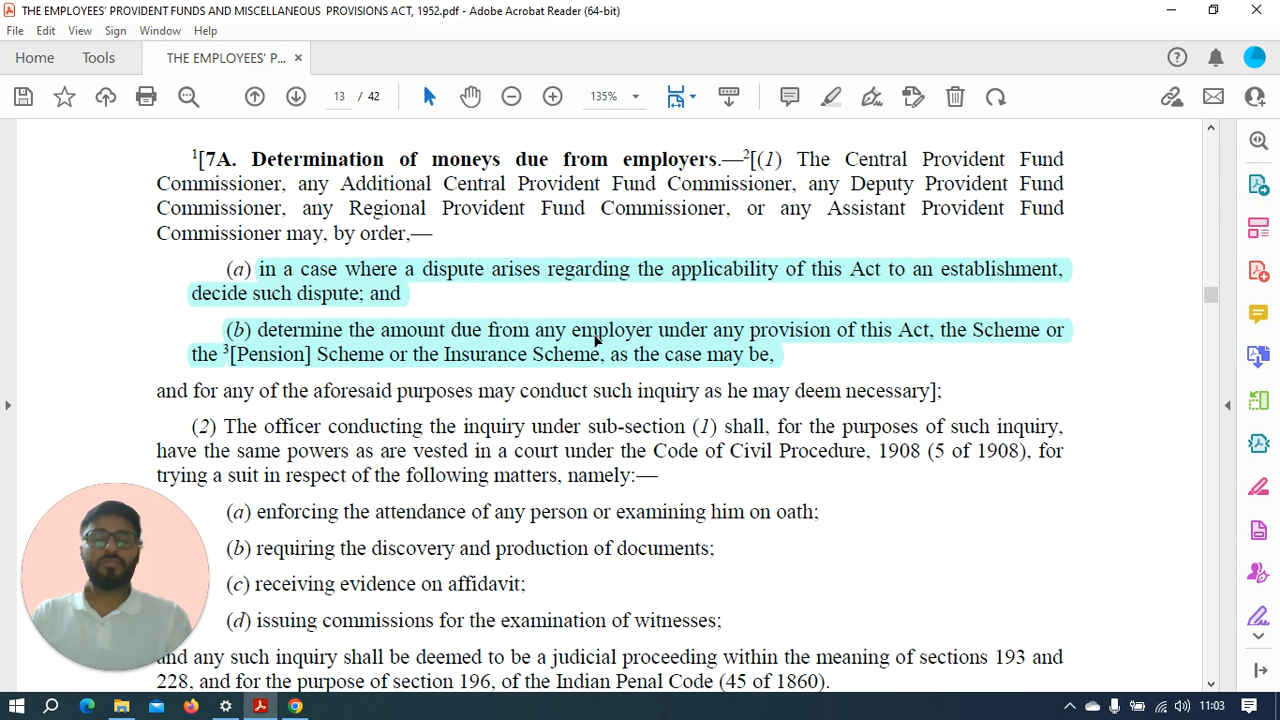 THE EMPLOYEES' PROVIDENT FUNDS AND MISCELLANEOUS PROVISIONS ACT, 1952.pdf - Adobe Acrobat Reader (64-bit)
File Edit View Sign Window Help
Home Tools THE EMPLOYEES' P... ×
13 / 42 135%
1[7A. Determination of moneys due from employers.—2[(1) The Central Provident Fund
Commissioner, any Additional Central Provident Fund Commissioner, any Deputy Provident Fund
Commissioner, any Regional Provident Fund Commissioner, or any Assistant Provident Fund
Commissioner may, by order,—
(a) in a case where a dispute arises regarding the applicability of this Act to an establishment,
decide such dispute; and
(b) determine the amount due from any employer under any provision of this Act, the Scheme or
the 3[Pension] Scheme or the Insurance Scheme, as the case may be,
and for any of the aforesaid purposes may conduct such inquiry as he may deem necessary];
(2) The officer conducting the inquiry under sub-section (1) shall, for the purposes of such inquiry,
have the same powers as are vested in a court under the Code of Civil Procedure, 1908 (5 of 1908), for
trying a suit in respect of the following matters, namely:—
(a) enforcing the attendance of any person or examining him on oath;
(b) requiring the discovery and production of documents;
(c) receiving evidence on affidavit;
(d) issuing commissions for the examination of witnesses;
and any such inquiry shall be deemed to be a judicial proceeding within the meaning of sections 193 and
228, and for the purpose of section 196, of the Indian Penal Code (45 of 1860).
11:03